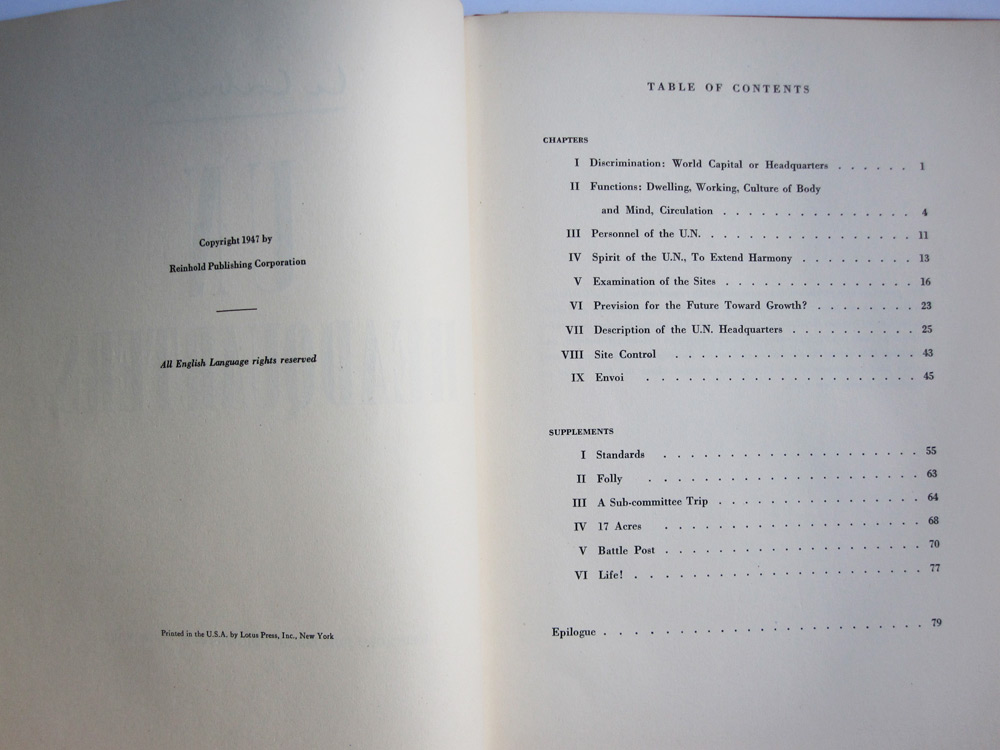 Copyright 1947 by
Reinhold Publishing Corporation
All English Language rights reserved
Printed in the U.S.A. by Lotus Press, Inc., New York
TABLE OF CONTENTS
CHAPTERS
I Discrimination: World Capital or Headquarters . . . . . . 1
II Functions: Dwelling, Working, Culture of Body
and Mind, Circulation . . . . . . . . . . . . . . . 4
III Personnel of the U.N. . . . . . . . . . . . . . . . . 11
IV Spirit of the U.N., To Extend Harmony . . . . . . . . . 13
V Examination of the Sites . . . . . . . . . . . . . . . 16
VI Prevision for the Future Toward Growth? . . . . . . . . 23
VII Description of the U.N. Headquarters . . . . . . . . . . 25
VIII Site Control . . . . . . . . . . . . . . . . . . 43
IX Envoi . . . . . . . . . . . . . . . . . . . . 45
SUPPLEMENTS
I Standards . . . . . . . . . . . . . . . . . . . 55
II Folly . . . . . . . . . . . . . . . . . . . . 63
III A Sub-committee Trip . . . . . . . . . . . . . . . 64
IV 17 Acres . . . . . . . . . . . . . . . . . . . 68
V Battle Post . . . . . . . . . . . . . . . . . . . 70
VI Life! . . . . . . . . . . . . . . . . . . . . . 77
Epilogue . . . . . . . . . . . . . . . . . . . . . . . 79